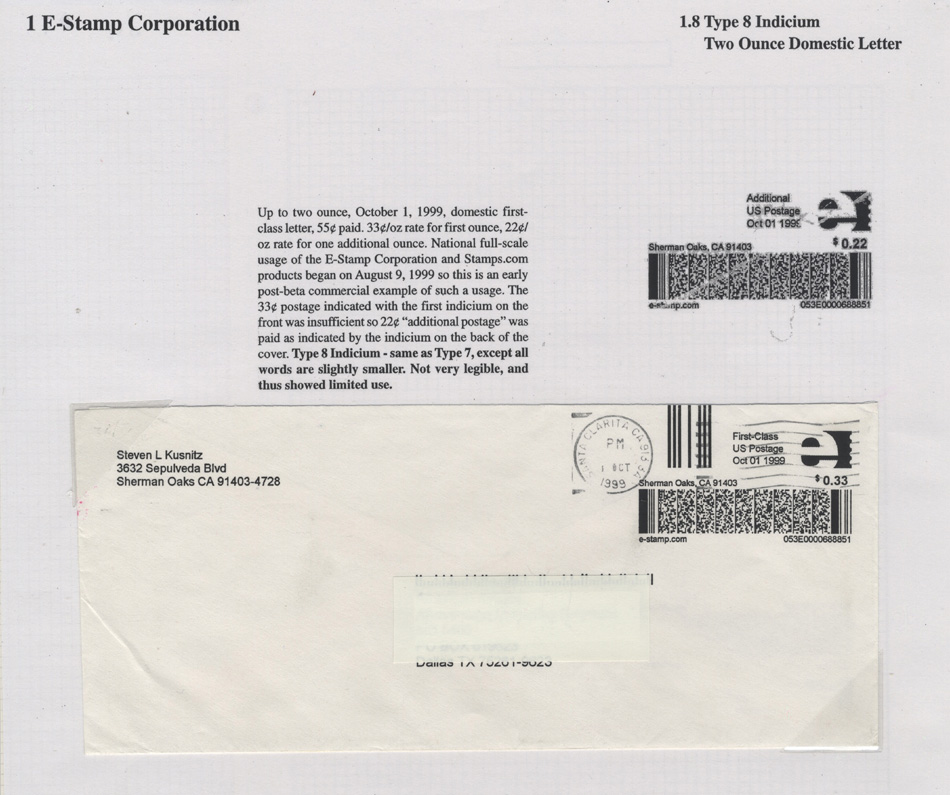 1 E-Stamp Corporation
1.8 Type 8 Indicium
Two Ounce Domestic Letter
Up to two ounce, October 1, 1999, domestic first-
class letter, 55¢ paid. 33¢/oz rate for first ounce, 22¢/
oz rate for one additional ounce. National full-scale
usage of the E-Stamp Corporation and Stamps.com
products began on August 9, 1999 so this is an early
post-beta commercial example of such a usage. The
33¢ postage indicated with the first indicium on the
front was insufficient so 22¢ “additional postage” was
paid as indicated by the indicium on the back of the
cover. Type 8 Indicium - same as Type 7, except all
words are slightly smaller. Not very legible, and
thus showed limited use.
Additional
US Postage
Oct 01 1999
$0.22
Sherman Oaks, CA 91403
e-stamp.com
053E0000688851
Steven L Kusnitz
3632 Sepulveda Blvd
Sherman Oaks CA 91403-4728
SANTA CLARITA CA 913
PM
1 OCT
1999
First-Class
US Postage
Oct 01 1999
$0.33
Sherman Oaks, CA 91403
e-stamp.com
053E0000688851
Dallas TX 75201-9023